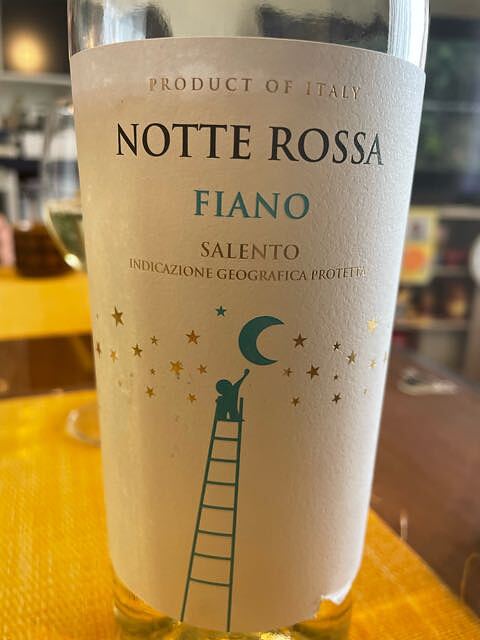 PRODUCT OF ITALY
NOTTE ROSSA
FIANO
SALENTO
INDICAZIONE GEOGRAFICA PROTETTA